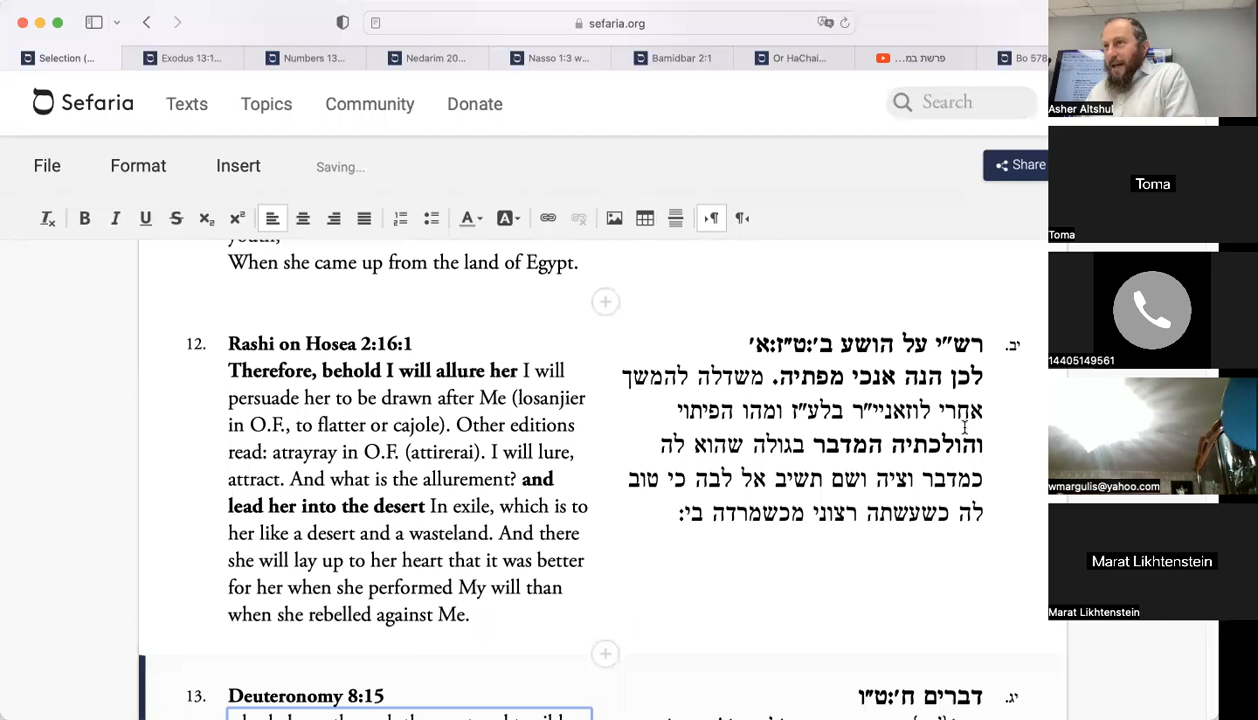 sefaria.org
Selection (...
Exodus 13:1...
Numbers 13...
Nedarim 20...
Nasso 1:3 w...
Bamidbar 2:1
Or HaChai...
פרשת במ...
Bo 578
Sefaria
Texts
Topics
Community
Donate
Search
File
Format
Insert
Saving...
Share
When she came up from the land of Egypt.
12.
Rashi on Hosea 2:16:1
Therefore, behold I will allure her I will
persuade her to be drawn after Me (losanjier
in O.F., to flatter or cajole). Other editions
read: atrayray in O.F. (attirerai). I will lure,
attract. And what is the allurement? and
lead her into the desert In exile, which is to
her like a desert and a wasteland. And there
she will lay up to her heart that it was better
for her when she performed My will than
when she rebelled against Me.
יב.
רש״י על הושע ב׳:ט״ז:א׳
לכן הנה אנכי מפתיה. משדלה להמשך
אחרי לוזאניי"ר בלע"ז ומהו הפיתוי
והולכתיה המדבר בגולה שהוא לה
כמדבר וציה ושם תשיב אל לבה כי טוב
לה כשעשתה רצוני מכשמרדה בי:
13.
Deuteronomy 8:15
יג.
דברים ח׳:ט״ו
Asher Altshul
Toma
Toma
14405149561
wmargulis@yahoo.com
Marat Likhtenstein
Marat Likhtenstein